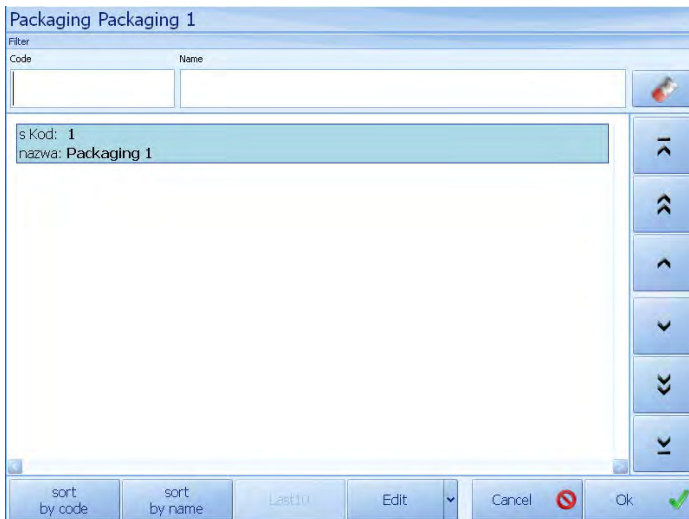 Packaging Packaging 1
Filter
Code Name
s Kod: 1
nazwa: Packaging 1
sort by code sort by name Edit Cancel Ok